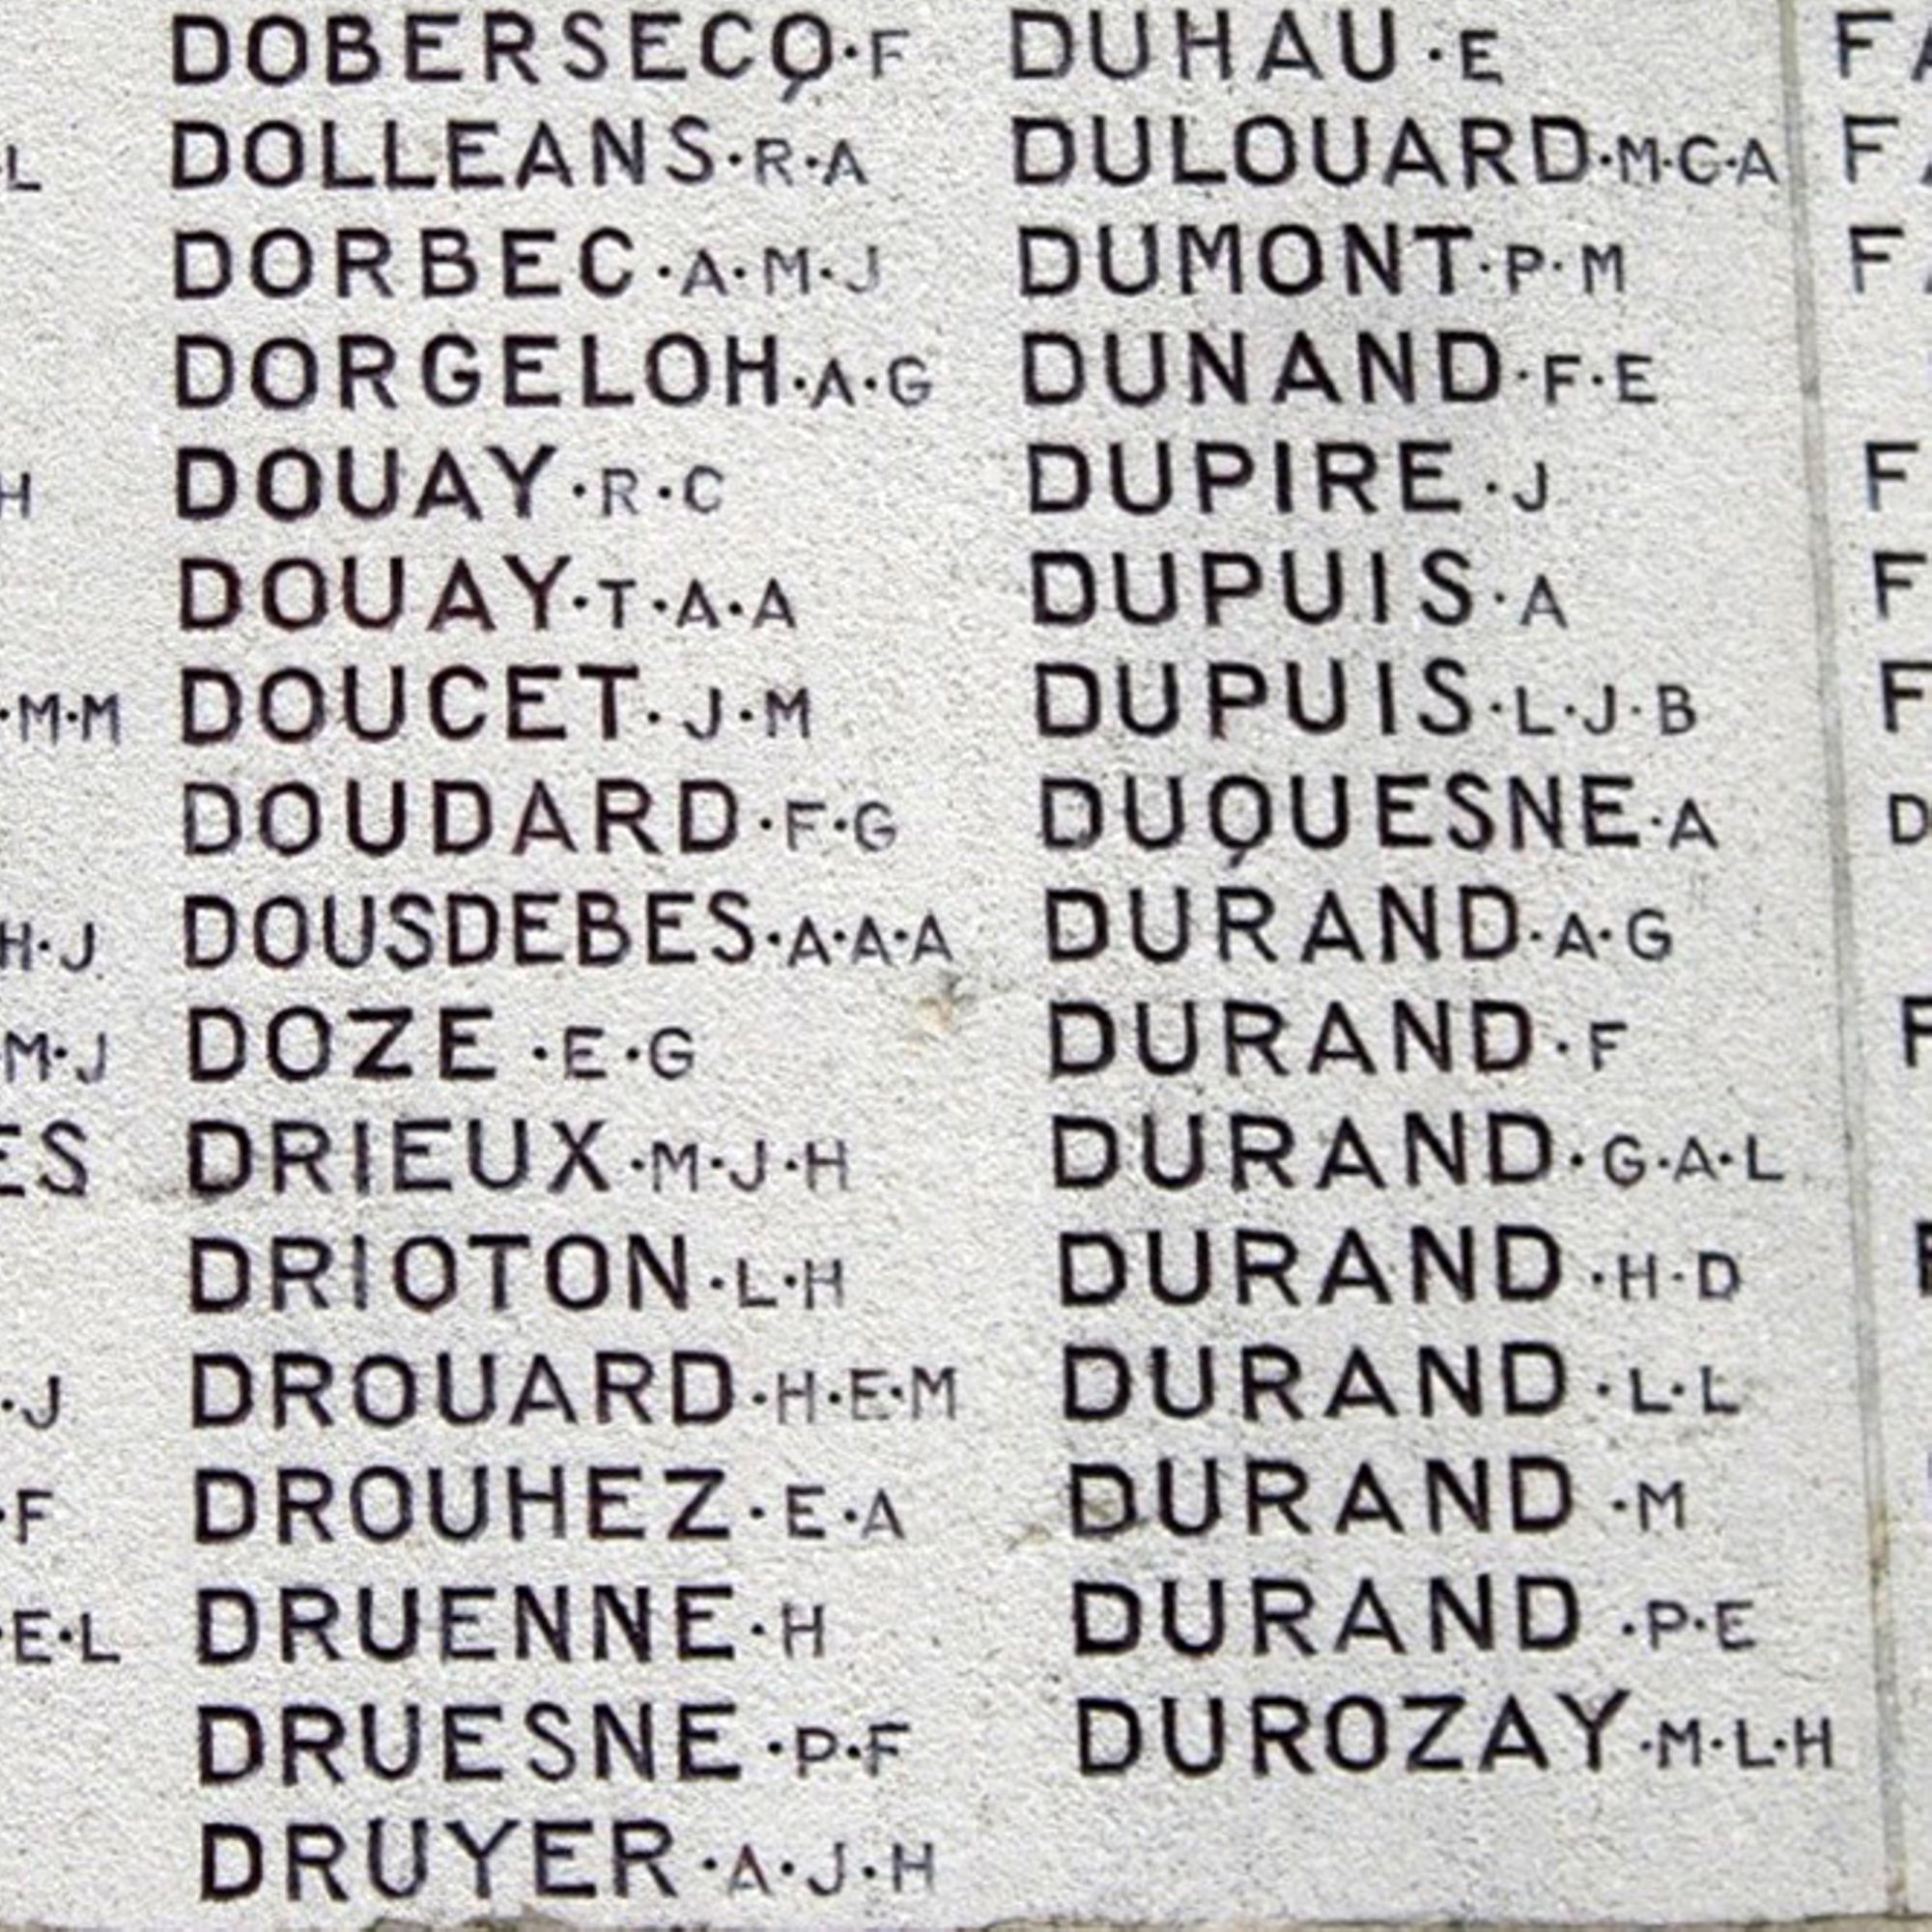 DOBERSECQ·F
DOLLEANS·R·A
DORBEC·A·M·J
DORGELOH·A·G
DOUAY·R·C
DOUAY·T·A·A
DOUCET·J·M
DOUDARD·F·G
DOUSDEBES·A·A·A
DOZE·E·G
DRIEUX·M·J·H
DRIOTON·L·H
DROUARD·H·E·M
DROUHEZ·E·A
DRUENNE·H
DRUESNE·P·F
DRUYER·A·J·H
DUHAU·E
DULOUARD·M·C·A
DUMONT·P·M
DUNAND·F·E
DUPIRE·J
DUPUIS·A
DUPUIS·L·J·B
DUQUESNE·A
DURAND·A·G
DURAND·F
DURAND·G·A·L
DURAND·H·D
DURAND·L·L
DURAND·M
DURAND·P·E
DUROZAY·M·L·H